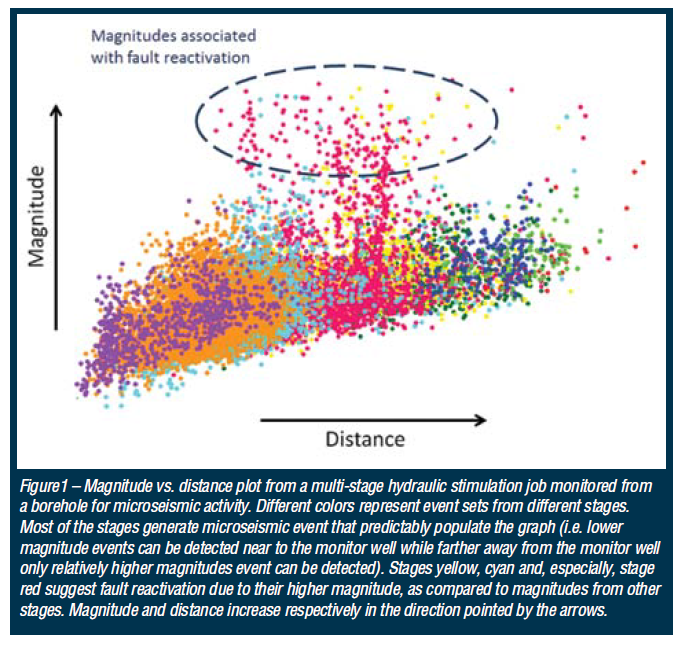 Magnitudes associated
with fault reactivation
Magnitude
Distance
Figure1 – Magnitude vs. distance plot from a multi-stage hydraulic stimulation job monitored from
a borehole for microseismic activity. Different colors represent event sets from different stages.
Most of the stages generate microseismic event that predictably populate the graph (i.e. lower
magnitude events can be detected near to the monitor well while farther away from the monitor well
only relatively higher magnitudes event can be detected). Stages yellow, cyan and, especially, stage
red suggest fault reactivation due to their higher magnitude, as compared to magnitudes from other
stages. Magnitude and distance increase respectively in the direction pointed by the arrows.